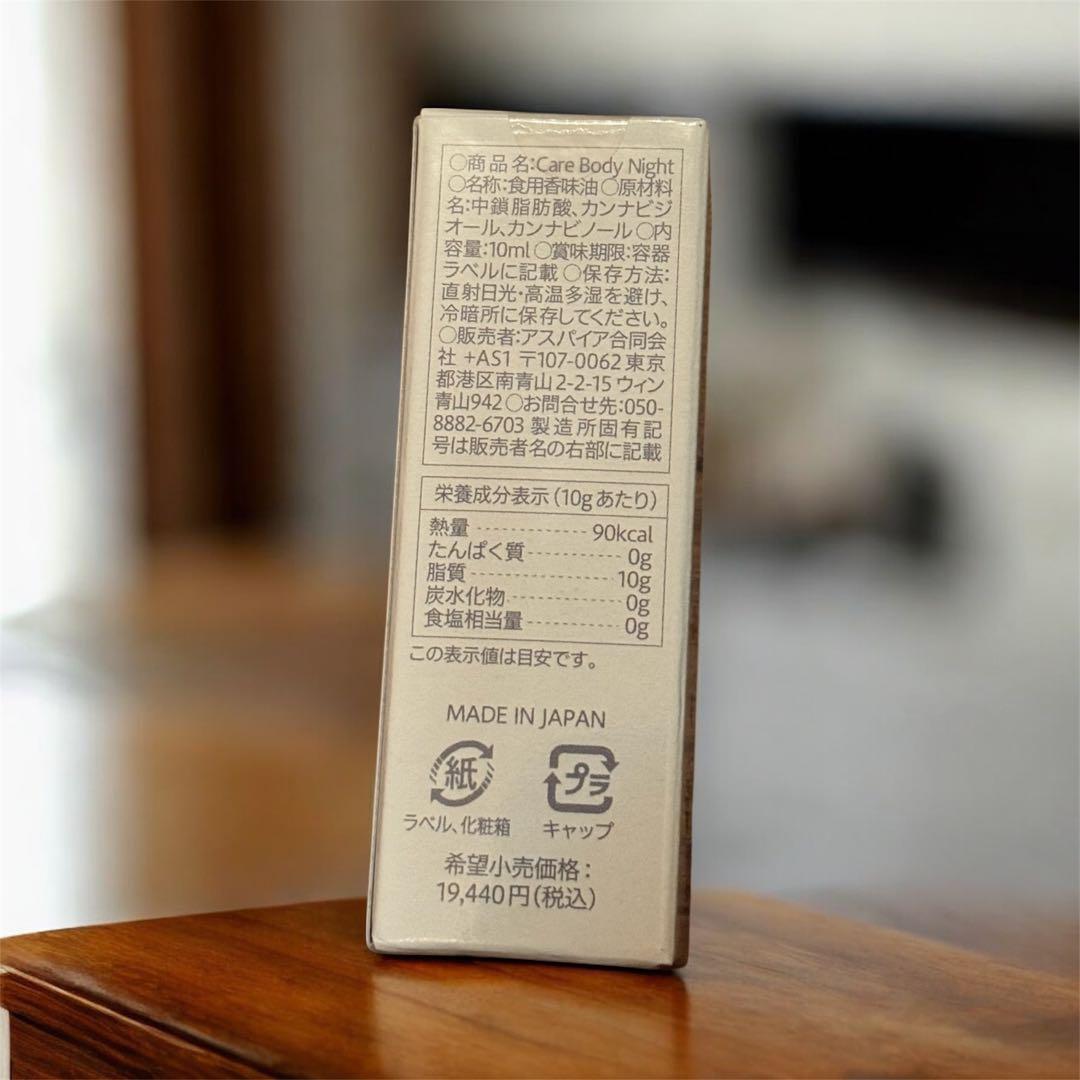 ○商品名:Care Body Night
○名称:食用香味油○原材料
名:中鎖脂肪酸、カンナビジ
オール、カンナビノール○内
容量:10ml○賞味期限:容器
ラベルに記載○保存方法:
直射日光・高温多湿を避け、
冷暗所に保存してください。
○販売者:アスパイア合同会
社 +AS1 〒107-0062東京
都港区南青山2-2-15ウィン
青山942○お問合せ先:050-
8882-6703 製造所固有記
号は販売者名の右部に記載
栄養成分表示(10gあたり)
熱量 90kcal
たんぱく質 0g
脂質 10g
炭水化物 0g
食塩相当量 0g
この表示値は目安です。
MADE IN JAPAN
紙 プラ
ラベル、化粧箱 キャップ
希望小売価格:
19,440円(税込)